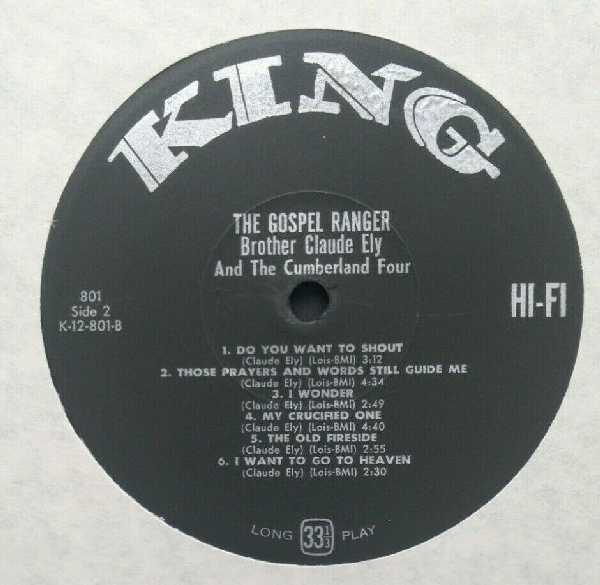 KING
THE GOSPEL RANGER
Brother Claude Ely
And The Cumberland Four
801
Side 2
K-12-801-B
HI-FI
1. DO YOU WANT TO SHOUT
(Claude Ely) (Lois-BMI) 3:12
2. THOSE PRAYERS AND WORDS STILL GUIDE ME
(Claude Ely) (Lois-BMI) 4:34
3. I WONDER
(Claude Ely) (Lois-BMI) 2:49
4. MY CRUCIFIED ONE
(Claude Ely) (Lois-BMI) 4:40
5. THE OLD FIRESIDE
(Claude Ely) (Lois-BMI) 2:55
6. I WANT TO GO TO HEAVEN
(Claude Ely) (Lois-BMI) 2:30
LONG 33 1/3 PLAY